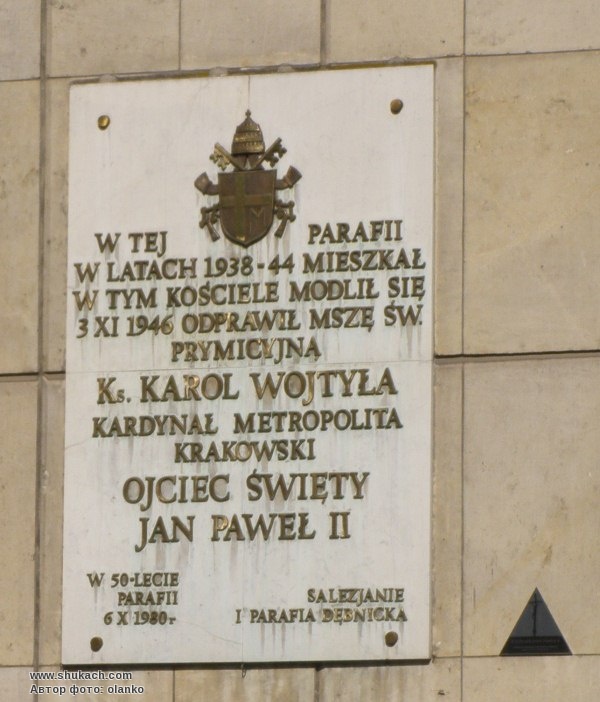 W TEJ PARAFII
W LATACH 1938-44 MIESZKAŁ
W TYM KOŚCIELE MODLIŁ SIĘ
3 XI 1946 ODPRAWIŁ MSZĘ ŚW.
PRYMICYJNĄ
Ks. KAROL WOJTYŁA
KARDYNAŁ METROPOLITA
KRAKOWSKI
OJCIEC ŚWIĘTY
JAN PAWEŁ II
W 50-LECIE
PARAFII
6 X 1980 r
SALEZJANIE
I PARAFIA DĘBNICKA
M
www.shukach.com
Автор фото: olanko